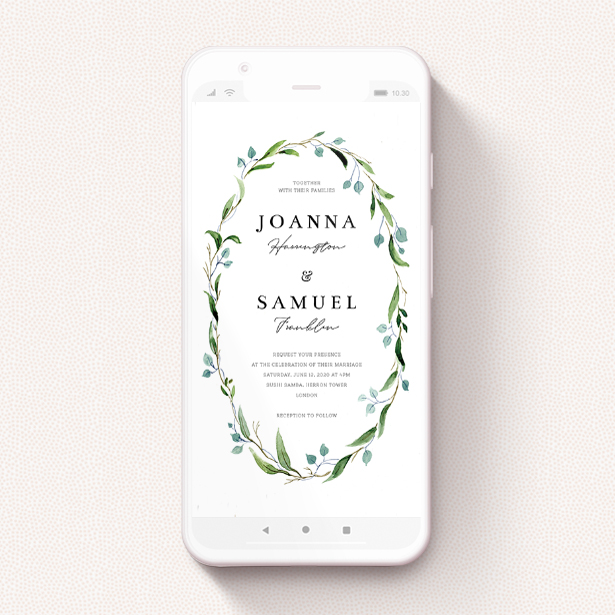 10.30
TOGETHER
WITH THEIR FAMILIES
JOANNA
Harrington
&
SAMUEL
Franklin
REQUEST YOUR PRESENCE
AT THE CELEBRATION OF THEIR MARRIAGE
SATURDAY, JUNE 12, 2020 AT 4PM
SUSHI SAMBA, HERRON TOWER
LONDON
RECEPTION TO FOLLOW